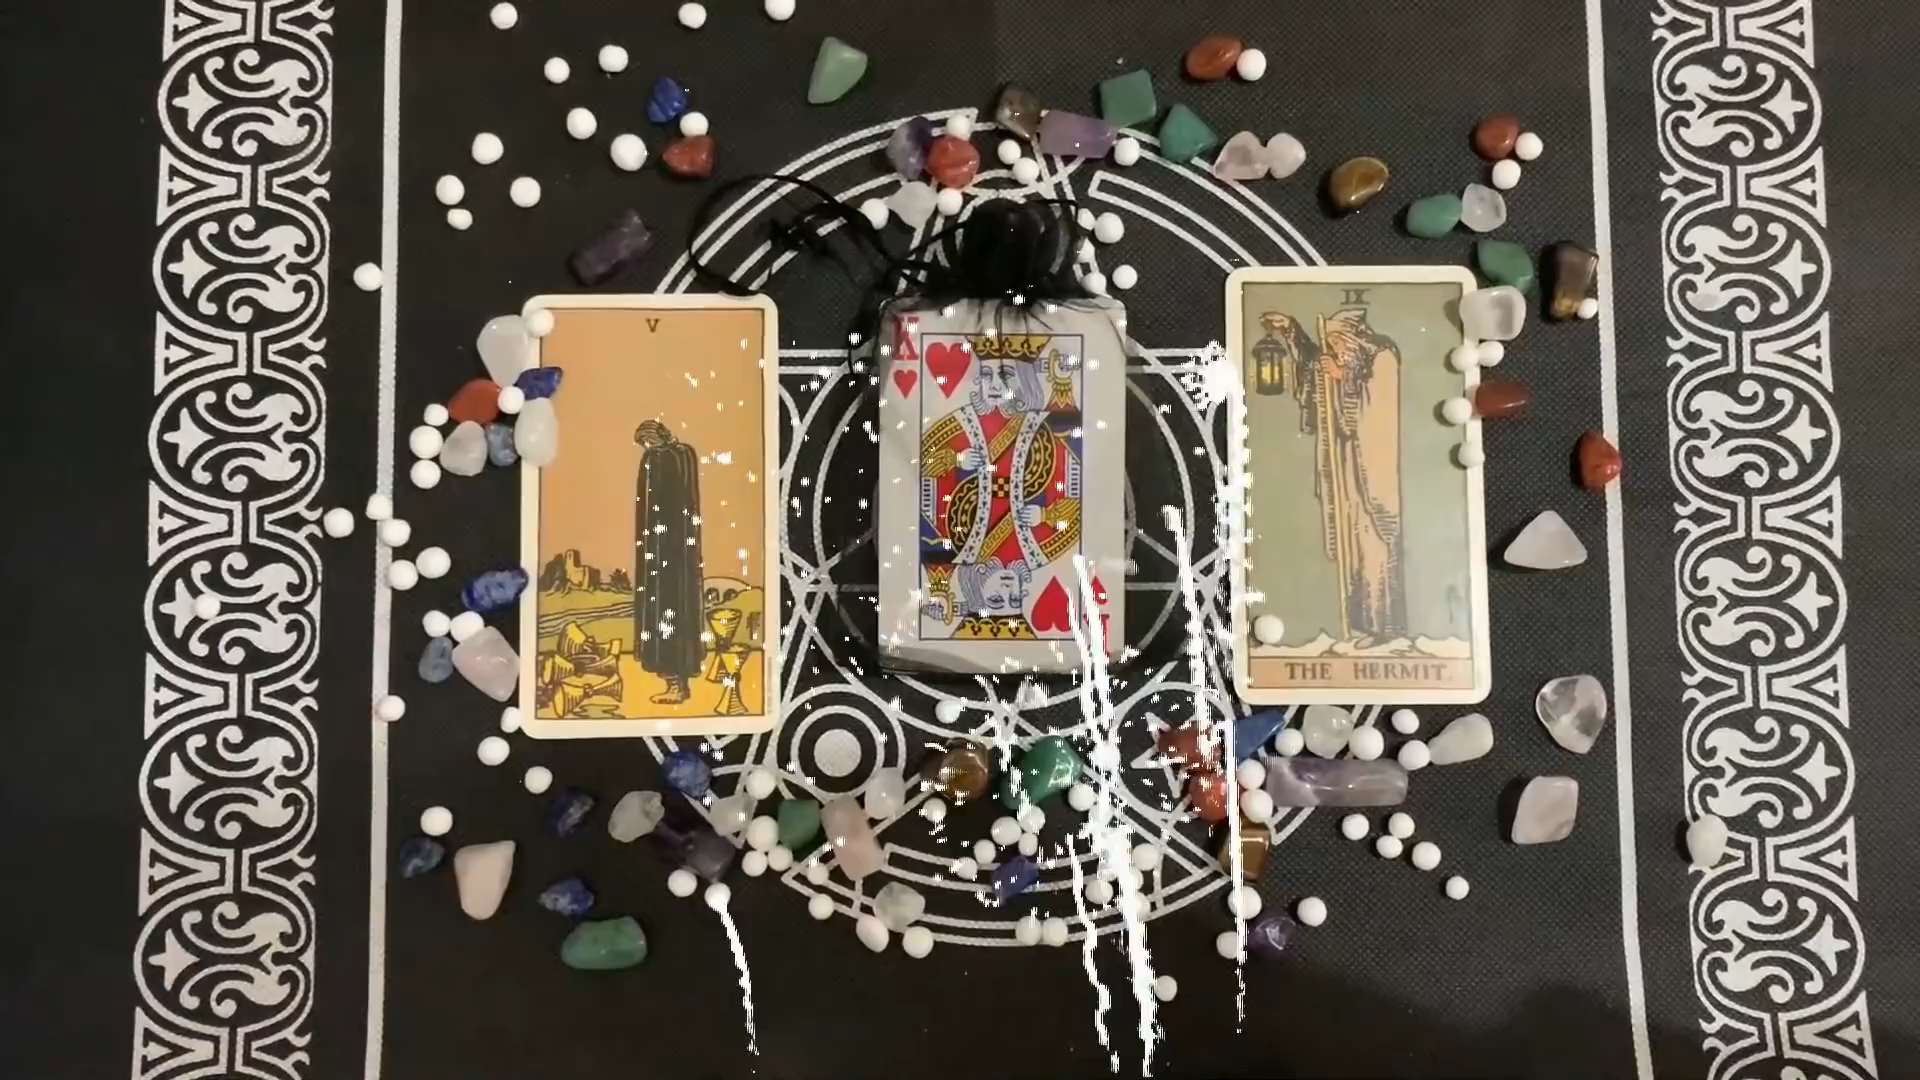 V
K
IX
THE HERMIT.
K